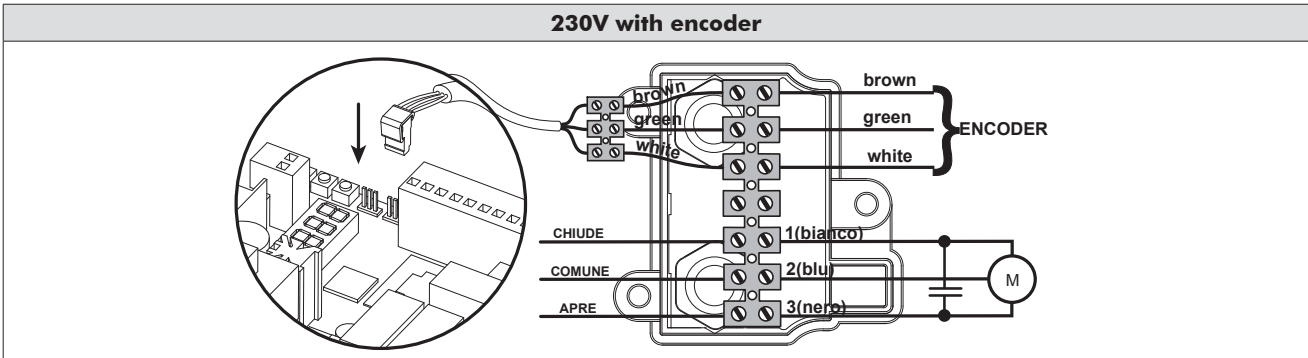 230V with encoder
brown
brown
green
green
ENCODER
white
white
CHIUDE
1(bianco)
COMUNE
2(blu)
M
APRE
3(nero)